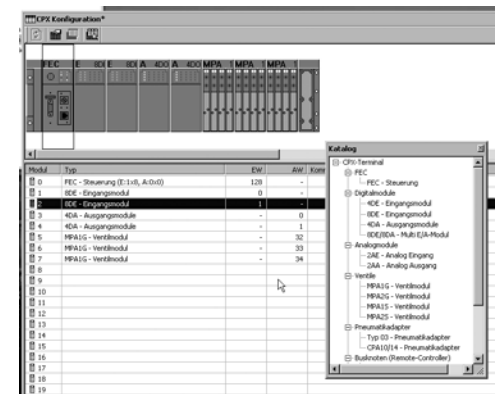 CPX Konfiguration*
FEC E 8DI E 8DI A 4DO A 4DO MPA 1 MPA 1 MPA 1
Katalog
CPX-Terminal
FEC
FEC - Steuerung
Digitalmodule
4DE - Eingangsmodul
8DE - Eingangsmodul
4DA - Ausgangsmodule
8DE/8DA - Multi E/A-Modul
Analogmodule
2AE - Analog Eingang
2AA - Analog Ausgang
Ventile
MPA1G - Ventilmodul
MPA2G - Ventilmodul
MPA1S - Ventilmodul
MPA2S - Ventilmodul
Pneumatikadapter
Typ 03 - Pneumatikadapter
CPA10/14 - Pneumatikadapter
Busknoten (Remote-Controller)
Modul Typ EW AW
0 FEC - Steuerung (E:1x8, A:0x0) 128 -
1 8DE - Eingangsmodul 0 -
2 8DE - Eingangsmodul 1 -
3 4DA - Ausgangsmodule - 0
4 4DA - Ausgangsmodule - 1
5 MPA1G - Ventilmodul - 32
6 MPA1G - Ventilmodul - 33
7 MPA1G - Ventilmodul - 34
8
9
10
11
12
13
14
15
16
17
18
19